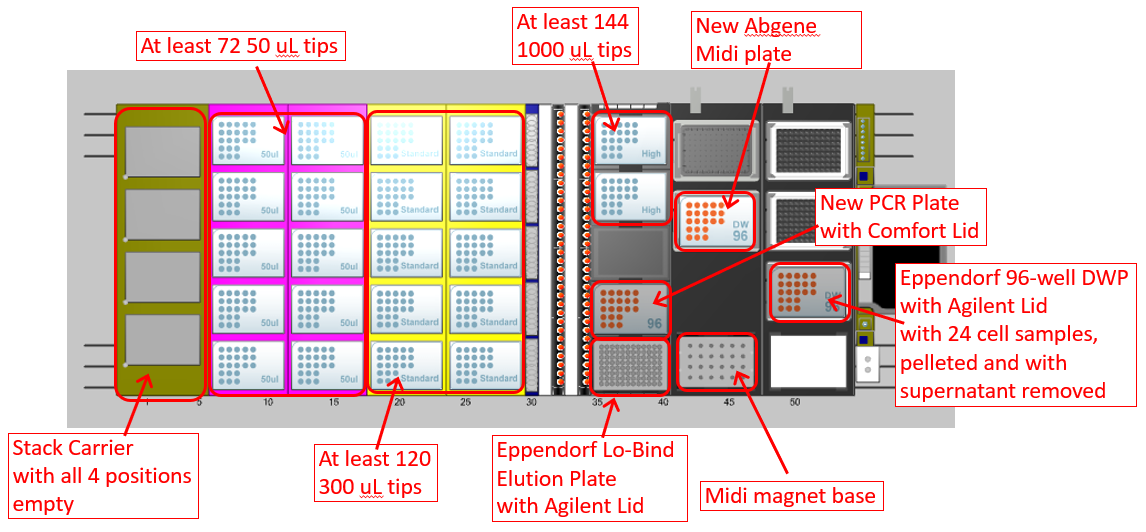 At least 72 50 uL tips
At least 144
1000 uL tips
New Abgene
Midi plate
50ul
50ul
Standard
Standard
High
50ul
50ul
Standard
Standard
High
DW
96
New PCR Plate
with Comfort Lid
50ul
50ul
Standard
Standard
Eppendorf 96-well DWP
with Agilent Lid
with 24 cell samples,
pelleted and with
supernatant removed
50ul
50ul
Standard
Standard
96
DW
96
50ul
50ul
Standard
Standard
1
5
10
15
20
25
30
35
40
45
50
Stack Carrier
with all 4 positions
empty
At least 120
300 uL tips
Eppendorf Lo-Bind
Elution Plate
with Agilent Lid
Midi magnet base